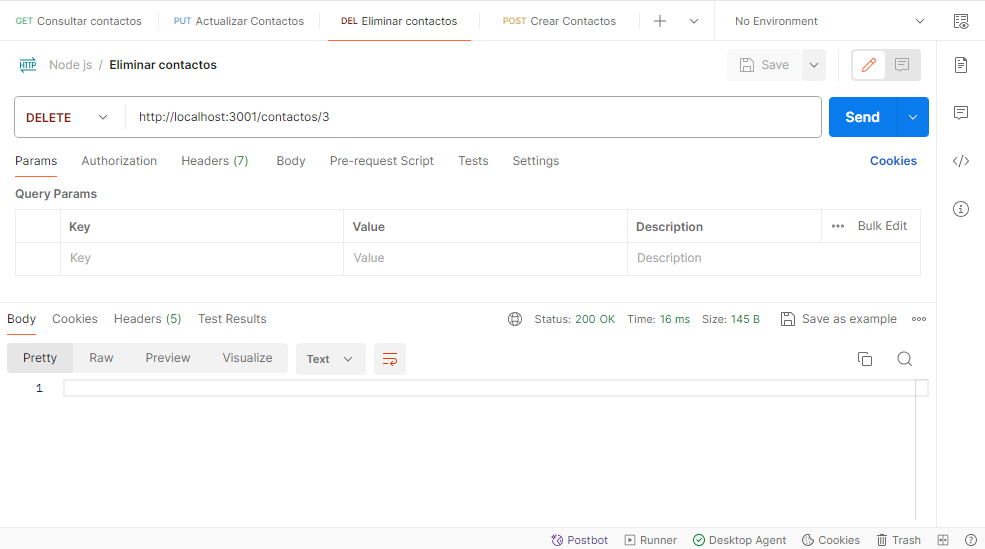 GET Consultar contactos PUT Actualizar Contactos DEL Eliminar contactos POST Crear Contactos No Environment
HTTP Node js / Eliminar contactos Save
DELETE http://localhost:3001/contactos/3 Send
Params Authorization Headers (7) Body Pre-request Script Tests Settings Cookies
Query Params
Key Value Description ••• Bulk Edit
Key Value Description
Body Cookies Headers (5) Test Results Status: 200 OK Time: 16 ms Size: 145 B Save as example
Pretty Raw Preview Visualize Text
1
Postbot Runner Desktop Agent Cookies Trash